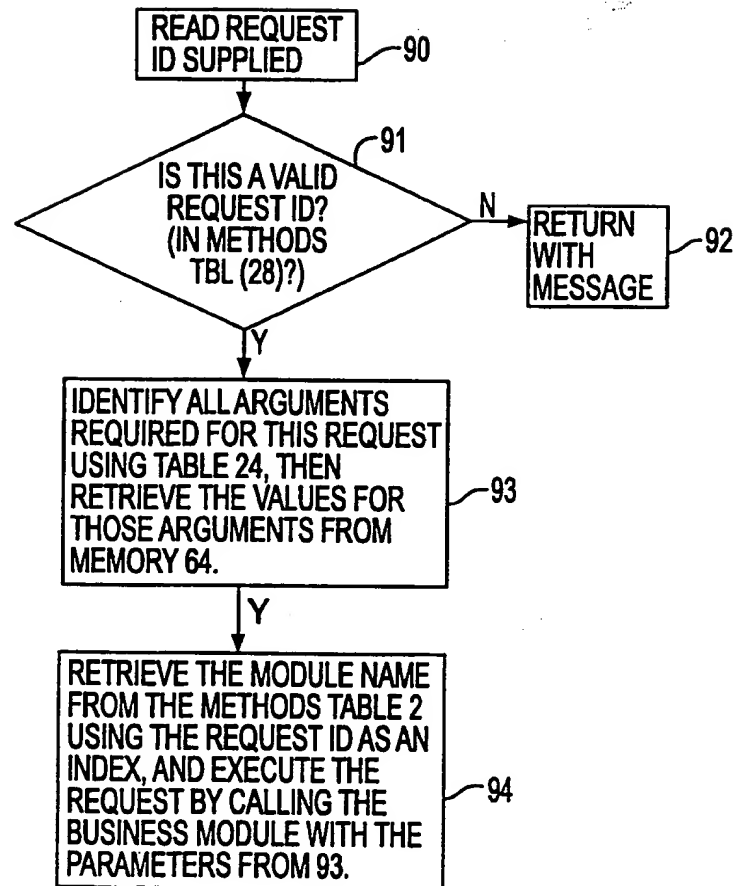 READ REQUEST
ID SUPPLIED
90
91
IS THIS A VALID
REQUEST ID?
(IN METHODS
TBL (28)?)
N
RETURN
WITH
MESSAGE
92
Y
IDENTIFY ALL ARGUMENTS
REQUIRED FOR THIS REQUEST
USING TABLE 24, THEN
RETRIEVE THE VALUES FOR
THOSE ARGUMENTS FROM
MEMORY 64.
93
Y
RETRIEVE THE MODULE NAME
FROM THE METHODS TABLE 2
USING THE REQUEST ID AS AN
INDEX, AND EXECUTE THE
REQUEST BY CALLING THE
BUSINESS MODULE WITH THE
PARAMETERS FROM 93.
94